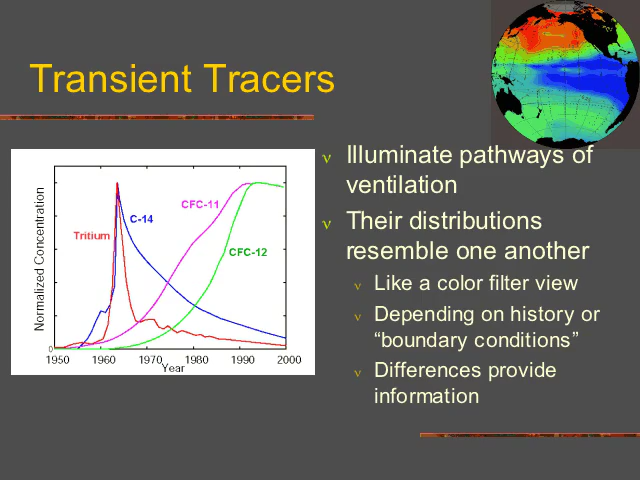 Transient Tracers
Normalized Concentration
C-14
Tritium
CFC-11
CFC-12
0
1950 1960 1970 1980 1990 2000
Year
ν Illuminate pathways of
ventilation
ν Their distributions
resemble one another
ν Like a color filter view
ν Depending on history or
“boundary conditions”
ν Differences provide
information